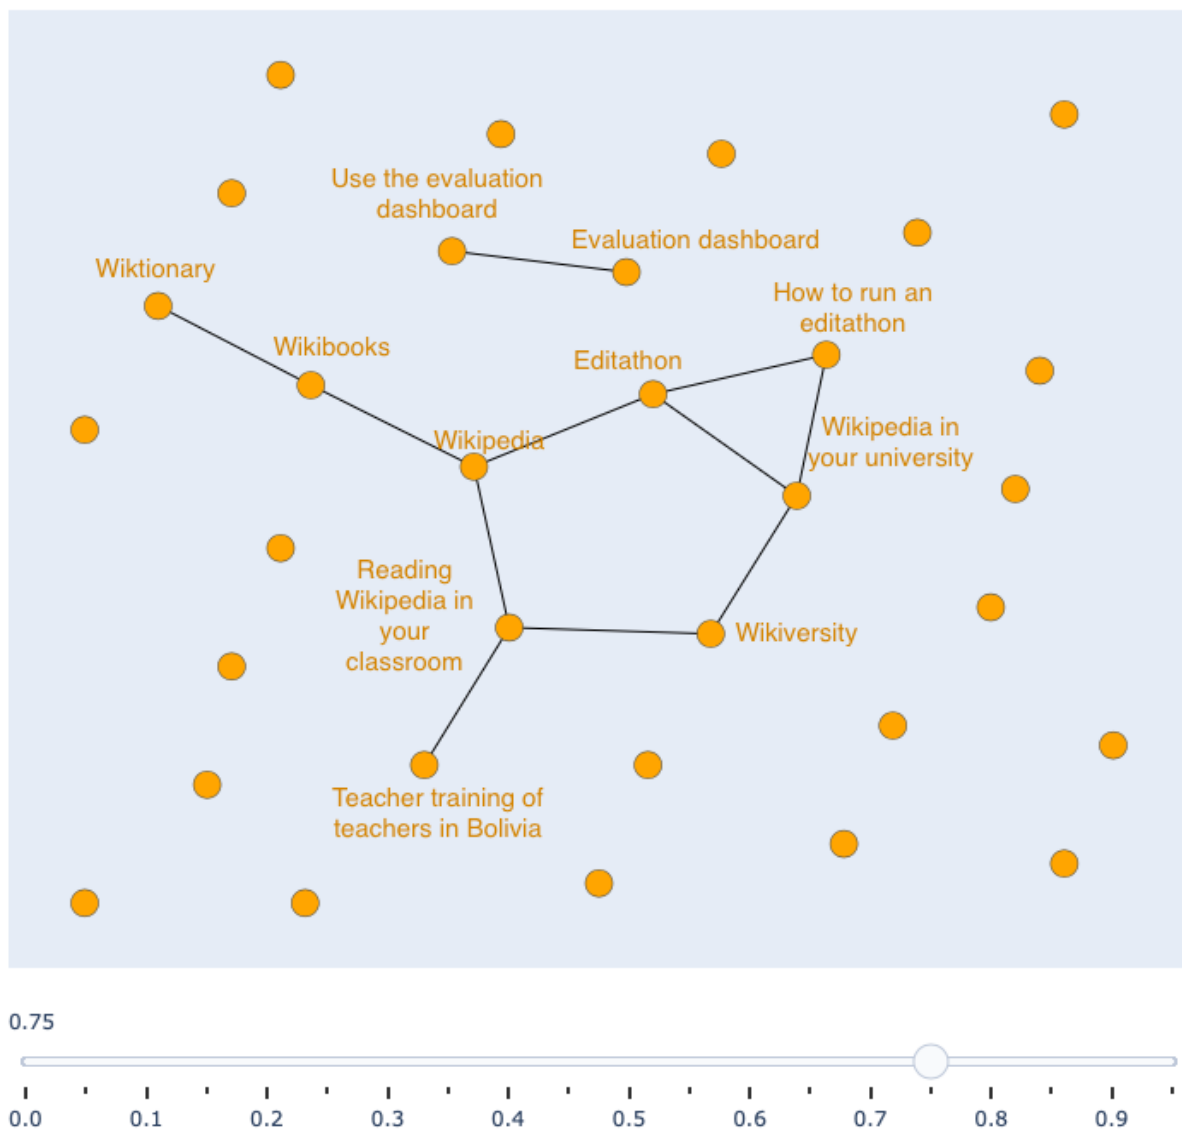 Use the evaluation
dashboard
Evaluation dashboard
Wiktionary
How to run an
editathon
Wikibooks
Editathon
Wikipedia
Wikipedia in
your university
Reading
Wikipedia in
your
classroom
Wikiversity
Teacher training of
teachers in Bolivia
0.75
0.0 0.1 0.2 0.3 0.4 0.5 0.6 0.7 0.8 0.9